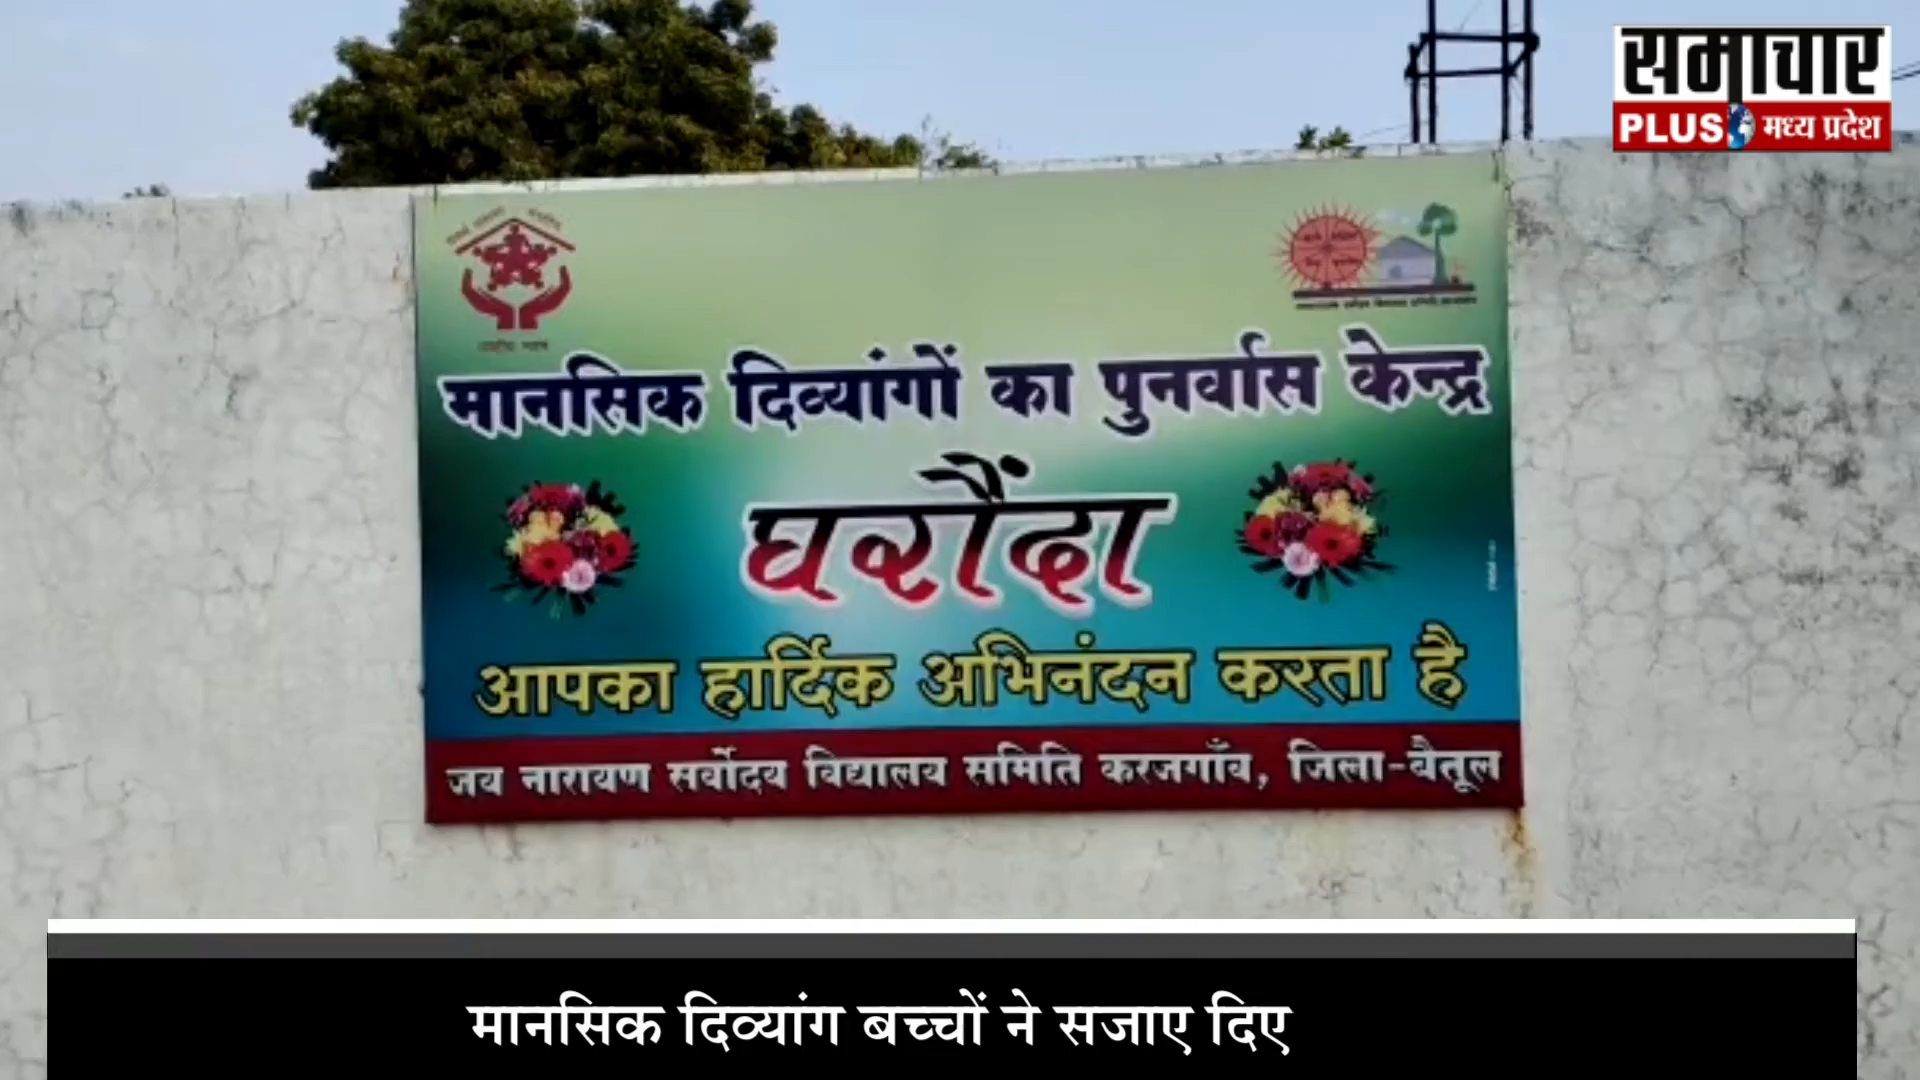 समाचार
PLUS मध्य प्रदेश
मानसिक दिव्यांगों का पुनर्वास केन्द्र
घरौंदा
आपका हार्दिक अभिनंदन करता है
जय नारायण सर्वोदय विद्यालय समिति करजगाँव, जिला-बैतूल
मानसिक दिव्यांग बच्चों ने सजाए दिए